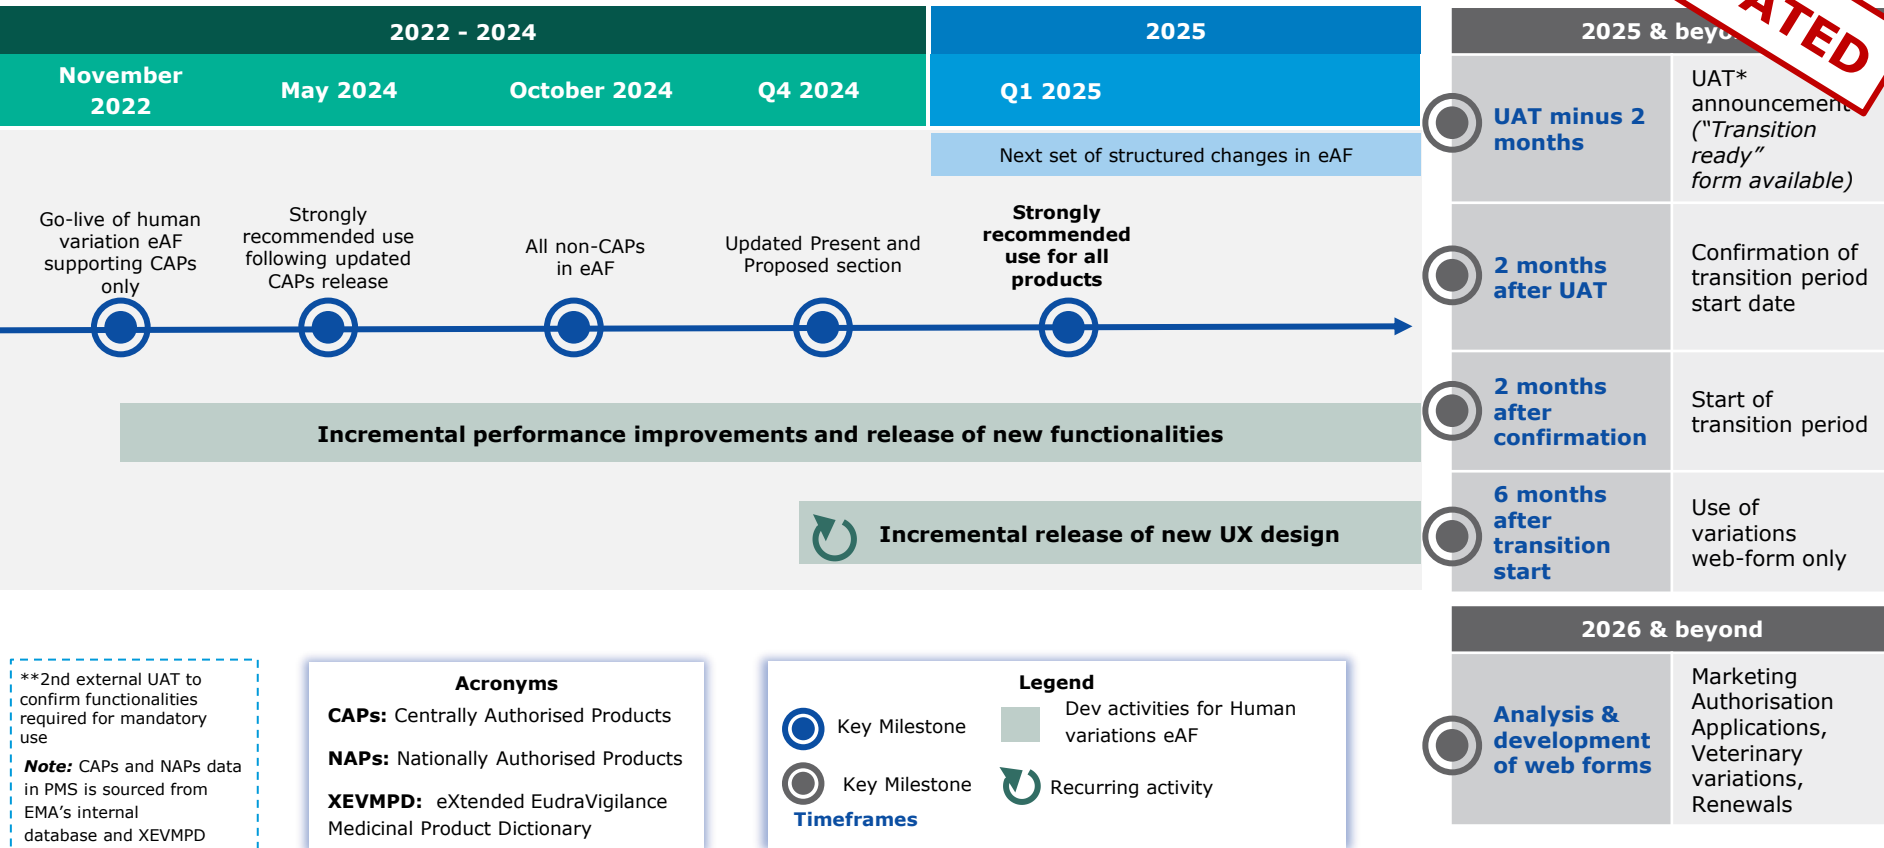 2022 - 2024
2025
November
2022
May 2024
October 2024
Q4 2024
Q1 2025
Next set of structured changes in eAF
Go-live of human
variation eAF
supporting CAPs
only
Strongly
recommended use
following updated
CAPs release
All non-CAPs
in eAF
Updated Present and
Proposed section
Strongly
recommended
use for all
products
Incremental performance improvements and release of new functionalities
Incremental release of new UX design
2025 & beyo
ATED
UAT minus 2
months
UAT*
announcement
("Transition
ready"
form available)
2 months
after UAT
Confirmation of
transition period
start date
2 months
after
confirmation
Start of
transition period
6 months
after
transition
start
Use of
variations
web-form only
2026 & beyond
Analysis &
development
of web forms
Marketing
Authorisation
Applications,
Veterinary
variations,
Renewals
**2nd external UAT to
confirm functionalities
required for mandatory
use
Note: CAPs and NAPs data
in PMS is sourced from
EMA's internal
database and XEVMPD
Acronyms
CAPs: Centrally Authorised Products
NAPs: Nationally Authorised Products
XEVMPD: eXtended EudraVigilance
Medicinal Product Dictionary
Legend
Key Milestone
Dev activities for Human
variations eAF
Key Milestone
Recurring activity
Timeframes